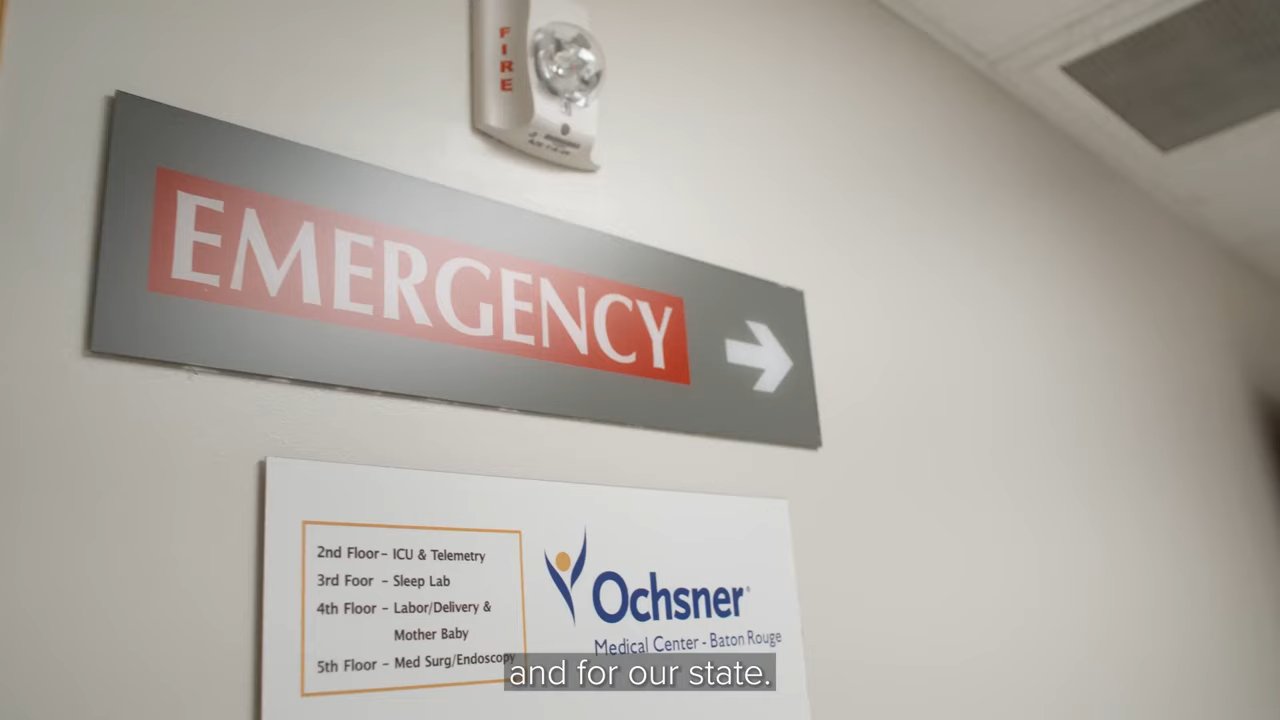 FIRE
EMERGENCY
2nd Floor – ICU & Telemetry
3rd Foor – Sleep Lab
4th Floor – Labor/Delivery &
Mother Baby
5th Floor – Med Surg/Endoscopy
Ochsner
Medical Center - Baton Rouge
and for our state.